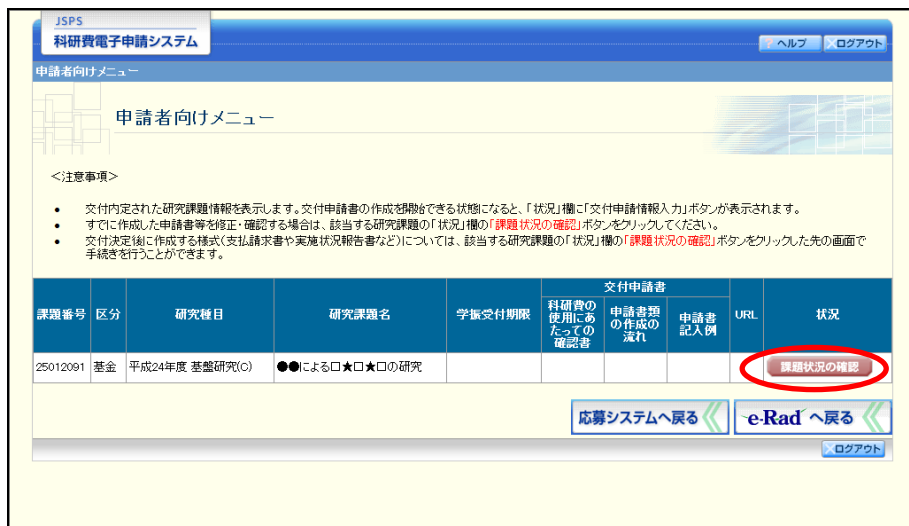 JSPS
科研費電子申請システム
? ヘルプ
ログアウト
申請者向けメニュー
申請者向けメニュー
<注意事項>
• 交付内定された研究課題情報を表示します。交付申請書の作成を開始できる状態になると、「状況」欄に「交付申請情報入力」ボタンが表示されます。
• すでに作成した申請書等を修正・確認する場合は、該当する研究課題の「状況」欄の「課題状況の確認」ボタンをクリックしてください。
• 交付決定後に作成する様式(支払請求書や実施状況報告書など)については、該当する研究課題の「状況」欄の「課題状況の確認」ボタンをクリックした先の画面で
手続きを行うことができます。
交付申請書
課題番号 区分 研究種目 研究課題名 学振受付期限 科研費の使用にあたっての確認書 申請書類の作成の流れ 申請書記入例 URL 状況
25012091 基金 平成24年度 基盤研究(C) ●●による□★□★□の研究 課題状況の確認
応募システムへ戻る
e-Rad へ戻る
ログアウト